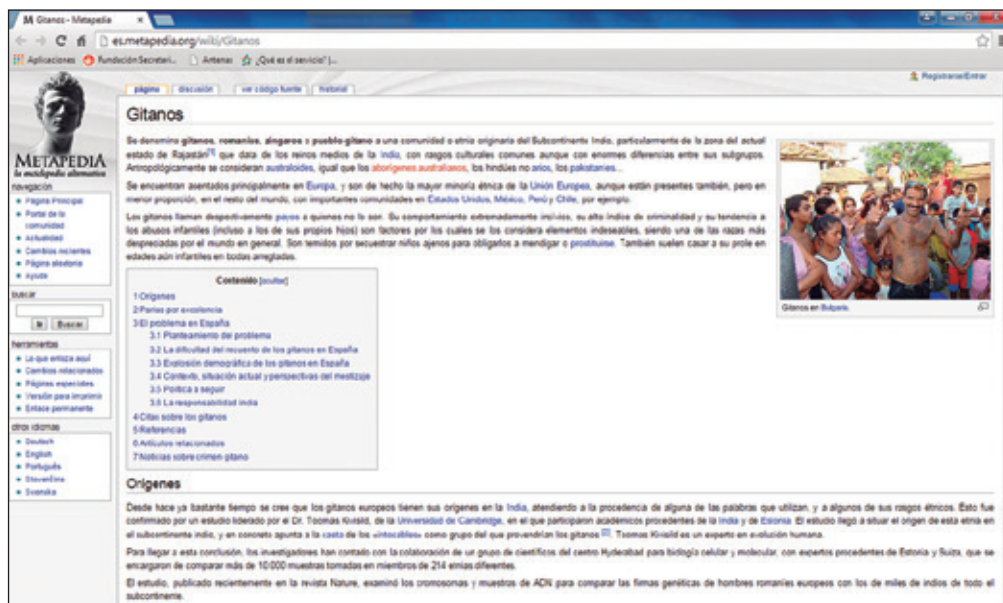 Gitanos - Metapedia
es.metapedia.org/wiki/Gitanos
Aplicaciones Fundación Secretari... Antenas ¿Qué es el servicio? |...
Registrarse/Entrar
página discusión ver código fuente historial
METAPEDIA
la enciclopedia alternativa
navegación
Página Principal
Portal de la comunidad
Actualidad
Cambios recientes
Página aleatoria
Ayuda
buscar
Ir Buscar
herramientas
Lo que enlaza aquí
Cambios relacionados
Páginas especiales
Versión para imprimir
Enlace permanente
otros idiomas
Deutsch
English
Português
Slovenčina
Svenska
Gitanos
Se denomina gitanos, romaníes, zíngaros o pueblo gitano a una comunidad o etnia originaria del Subcontinente Indio, particularmente de la zona del actual
estado de Rajastán[1] que data de los reinos medios de la India, con rasgos culturales comunes aunque con enormes diferencias entre sus subgrupos.
Antropológicamente se consideran australoides, igual que los aborígenes australianos, los hindúes no arios, los pakistaníes...
Se encuentran asentados principalmente en Europa, y son de hecho la mayor minoría étnica de la Unión Europea, aunque están presentes también, pero en
menor proporción, en el resto del mundo, con importantes comunidades en Estados Unidos, México, Perú y Chile, por ejemplo.
Los gitanos llaman despectivamente payos a quienes no lo son. Su comportamiento extremadamente incívico, su alto índice de criminalidad y su tendencia a
los abusos infantiles (incluso a los de sus propios hijos) son factores por los cuales se los considera elementos indeseables, siendo una de las razas más
despreciadas por el mundo en general. Son temidos por secuestrar niños ajenos para obligarlos a mendigar o prostituirse. También suelen casar a su prole en
edades aún infantiles en bodas arregladas.
Gitanos en Bulgaria.
Contenido [ocultar]
1 Orígenes
2 Parias por excelencia
3 El problema en España
3.1 Planteamiento del problema
3.2 La dificultad del recuento de los gitanos en España
3.3 Explosión demográfica de los gitanos en España
3.4 Contexto, situación actual y perspectivas del mestizaje
3.5 Política a seguir
3.6 La responsabilidad india
4 Citas sobre los gitanos
5 Referencias
6 Artículos relacionados
7 Noticias sobre crimen gitano
Orígenes
Desde hace ya bastante tiempo se cree que los gitanos europeos tienen sus orígenes en la India, atendiendo a la procedencia de alguna de las palabras que utilizan, y a algunos de sus rasgos étnicos. Esto fue
confirmado por un estudio liderado por el Dr. Toomas Kivisild, de la Universidad de Cambridge, en el que participaron académicos procedentes de la India y de Estonia. El estudio llegó a situar el origen de esta etnia en
el subcontinente indio, y en concreto apunta a la casta de los «intocables» como grupo del que provendrían los gitanos [2]. Toomas Kivisild es un experto en evolución humana.
Para llegar a esta conclusión, los investigadores han contado con la colaboración de un grupo de científicos del centro Hyderabad para biología celular y molecular, con expertos procedentes de Estonia y Suiza, que se
encargaron de comparar más de 10.000 muestras tomadas en miembros de 214 etnias diferentes.
El estudio, publicado recientemente en la revista Nature, examinó los cromosomas y muestras de ADN para comparar las firmas genéticas de hombres romaníes europeos con los de miles de indios de todo el
subcontinente.